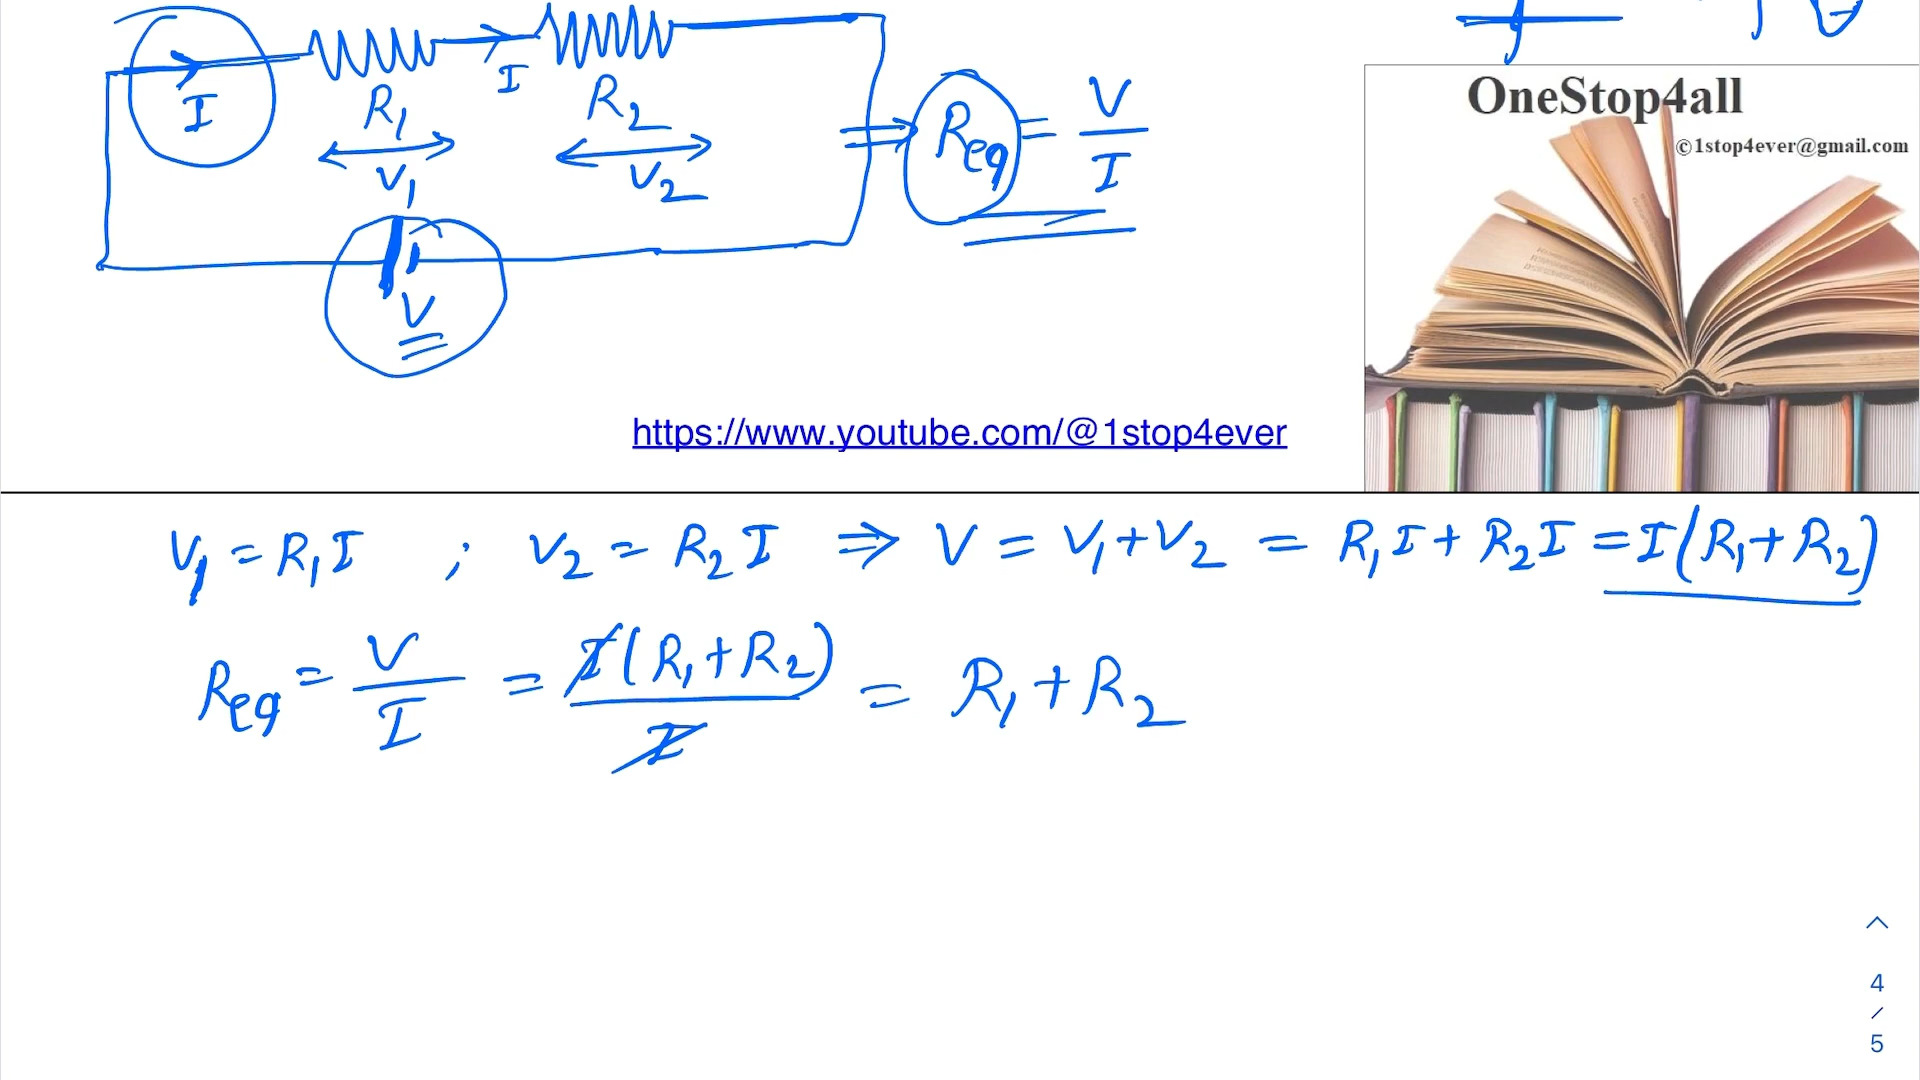 OneStop4all
©1stop4ever@gmail.com
I
R₁
I
R₂
V₁
V₂
Req = V/I
V
https://www.youtube.com/@1stop4ever
V₁ = R₁I ; V₂ = R₂I ⇒ V = V₁+V₂ = R₁I + R₂I = I(R₁+R₂)
Req = V/I = I(R₁+R₂)/I = R₁+R₂
4
/
5